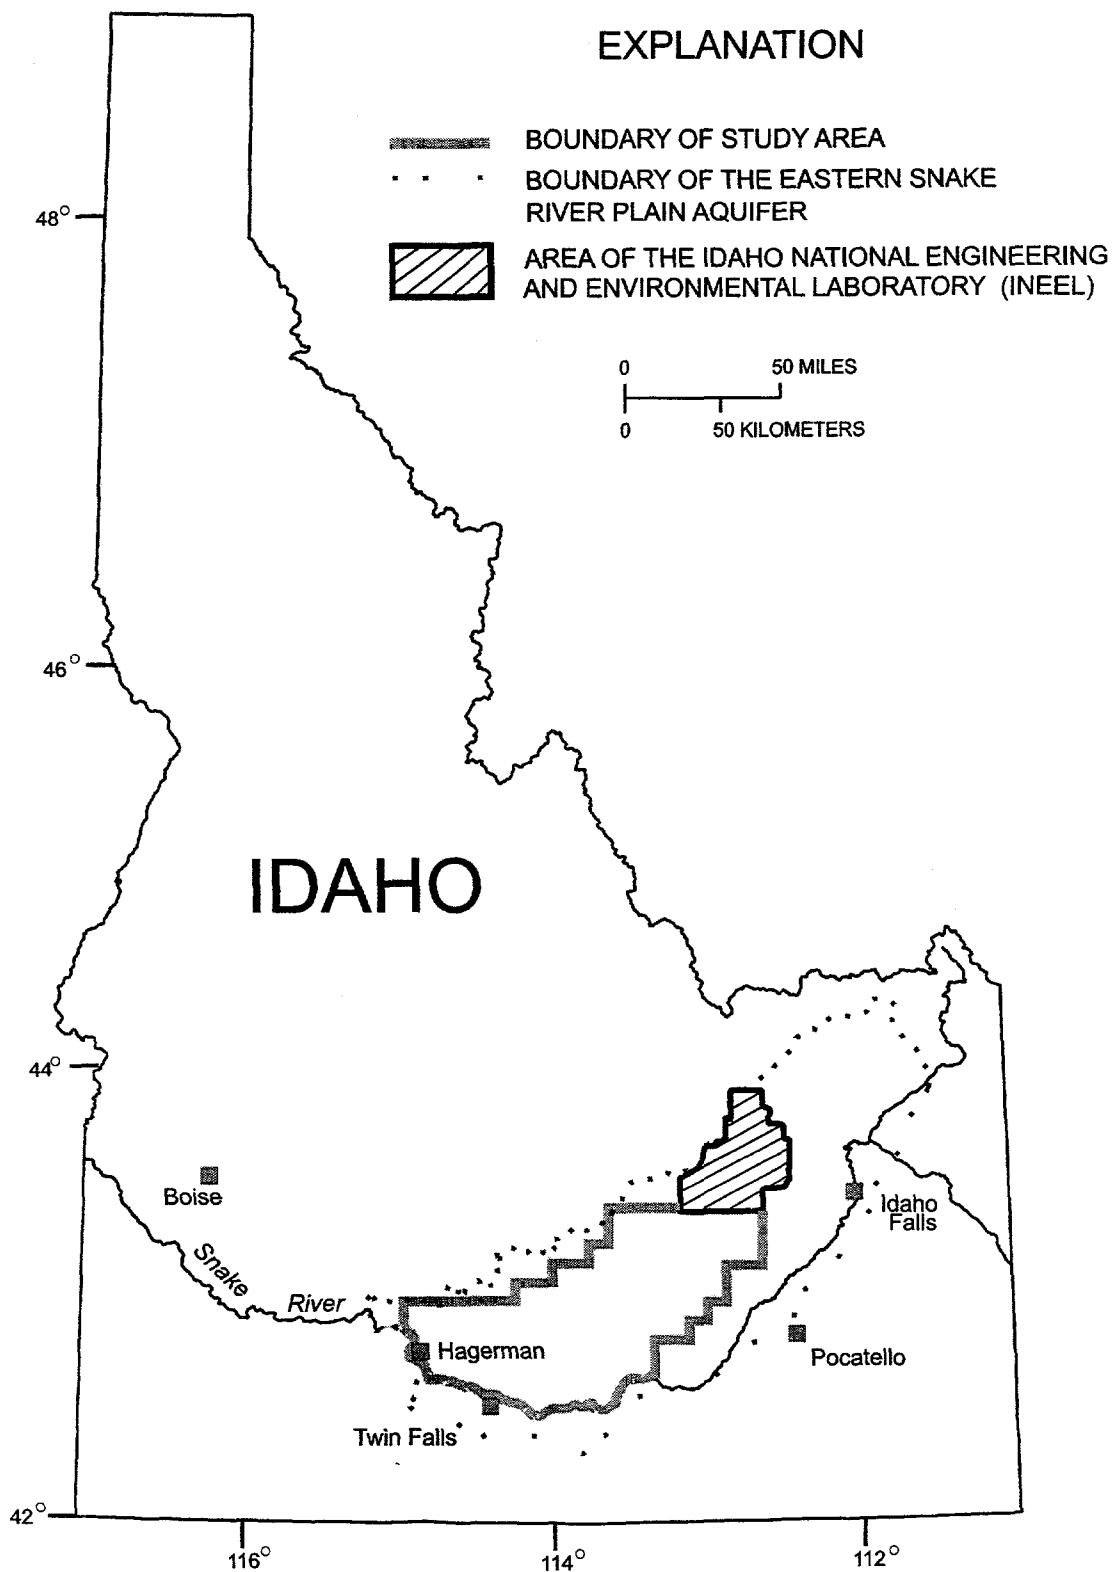 EXPLANATION
BOUNDARY OF STUDY AREA
BOUNDARY OF THE EASTERN SNAKE
RIVER PLAIN AQUIFER
AREA OF THE IDAHO NATIONAL ENGINEERING
AND ENVIRONMENTAL LABORATORY (INEEL)
0 50 MILES
0 50 KILOMETERS
48°
46°
IDAHO
44°
Boise
Snake
River
Idaho
Falls
Hagerman
Pocatello
Twin Falls
42°
116°
114°
112°